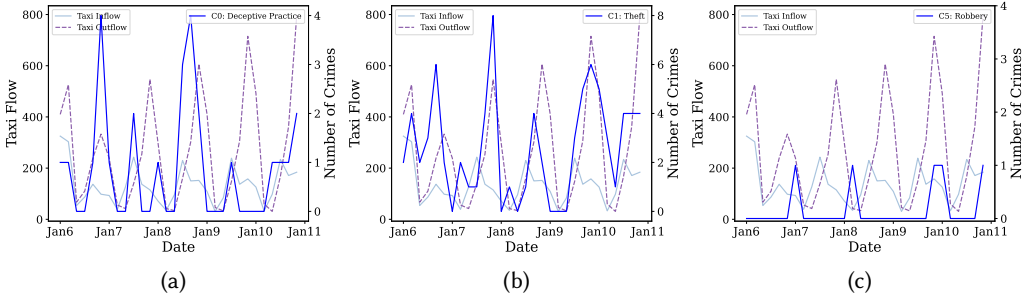 800
600
400
200
0
Taxi Flow
Taxi Inflow
Taxi Outflow
C0: Deceptive Practice
4
3
2
1
0
Number of Crimes
Jan6 Jan7 Jan8 Jan9 Jan10 Jan11
Date
(a)
800
600
400
200
0
Taxi Flow
Taxi Inflow
Taxi Outflow
C1: Theft
8
6
4
2
0
Number of Crimes
Jan6 Jan7 Jan8 Jan9 Jan10 Jan11
Date
(b)
800
600
400
200
0
Taxi Flow
Taxi Inflow
Taxi Outflow
C5: Robbery
4
3
2
1
0
Number of Crimes
Jan6 Jan7 Jan8 Jan9 Jan10 Jan11
Date
(c)